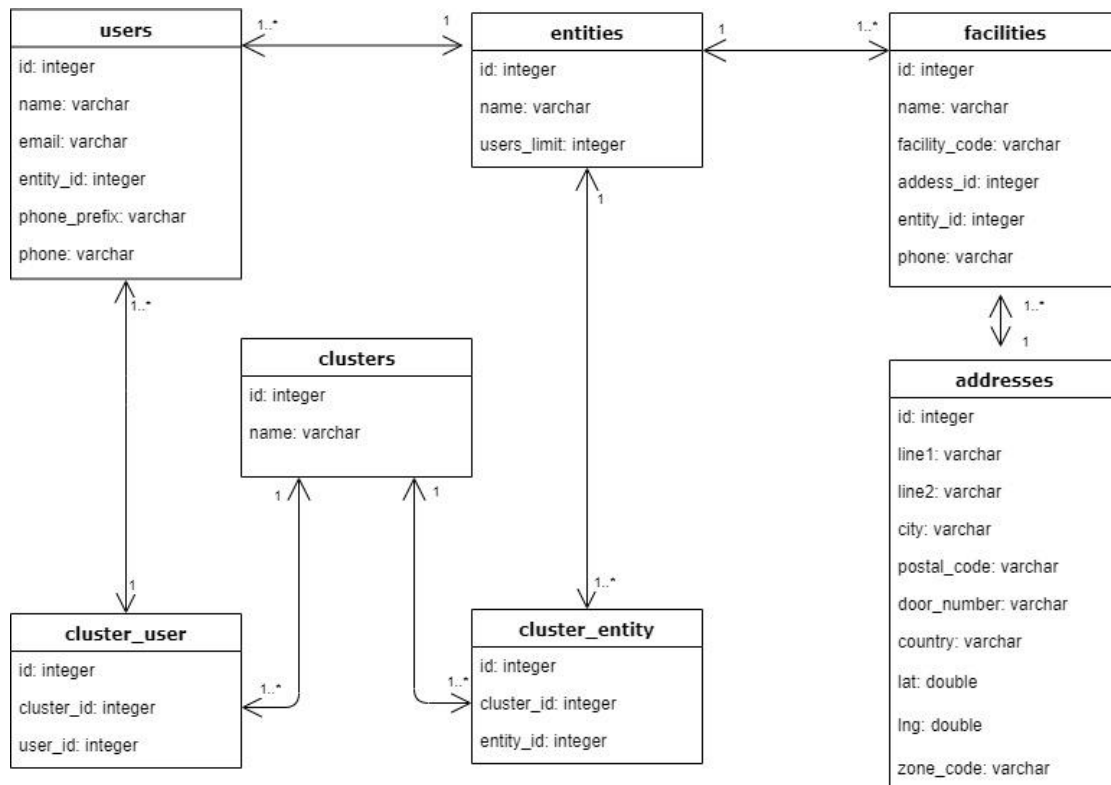 users
id: integer
name: varchar
email: varchar
entity_id: integer
phone_prefix: varchar
phone: varchar
1..*
1
entities
id: integer
name: varchar
users_limit: integer
1
1..*
facilities
id: integer
name: varchar
facility_code: varchar
addess_id: integer
entity_id: integer
phone: varchar
1..*
1
1..*
1
clusters
id: integer
name: varchar
1
1
addresses
id: integer
line1: varchar
line2: varchar
city: varchar
postal_code: varchar
door_number: varchar
country: varchar
lat: double
lng: double
zone_code: varchar
1
cluster_user
id: integer
cluster_id: integer
user_id: integer
1..*
1..*
cluster_entity
id: integer
cluster_id: integer
entity_id: integer
1..*